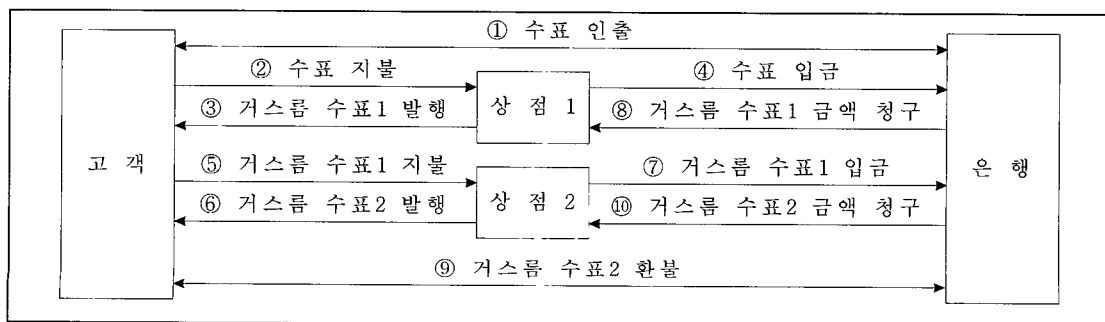 ① 수표 인출
② 수표 지불
④ 수표 입금
상 점 1
③ 거스름 수표1 발행
⑧ 거스름 수표1 금액 청구
고 객
은 행
⑤ 거스름 수표1 지불
⑦ 거스름 수표1 입금
상 점 2
⑥ 거스름 수표2 발행
⑩ 거스름 수표2 금액 청구
⑨ 거스름 수표2 환불